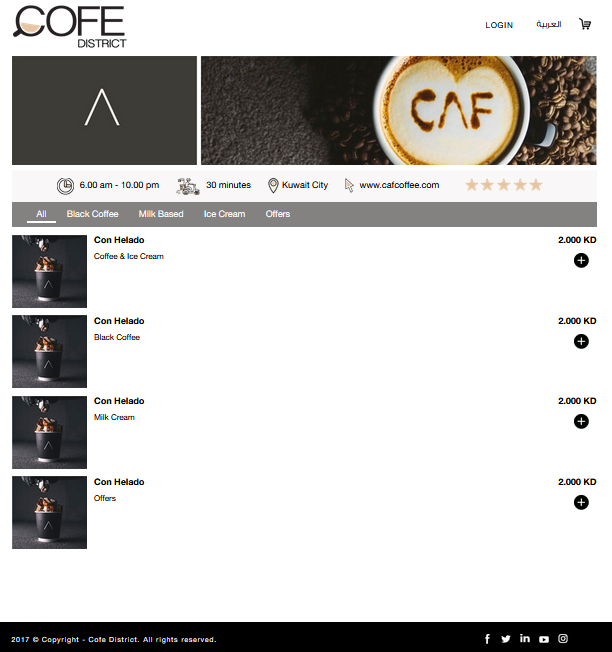 COFE
DISTRICT
LOGIN
العربية
CAF
6.00 am - 10.00 pm
30 minutes
Kuwait City
www.cafcoffee.com
All
Black Coffee
Milk Based
Ice Cream
Offers
Con Helado
2.000 KD
Coffee & Ice Cream
Con Helado
2.000 KD
Black Coffee
Con Helado
2.000 KD
Milk Cream
Con Helado
2.000 KD
Offers
2017 © Copyright - Cofe District. All rights reserved.